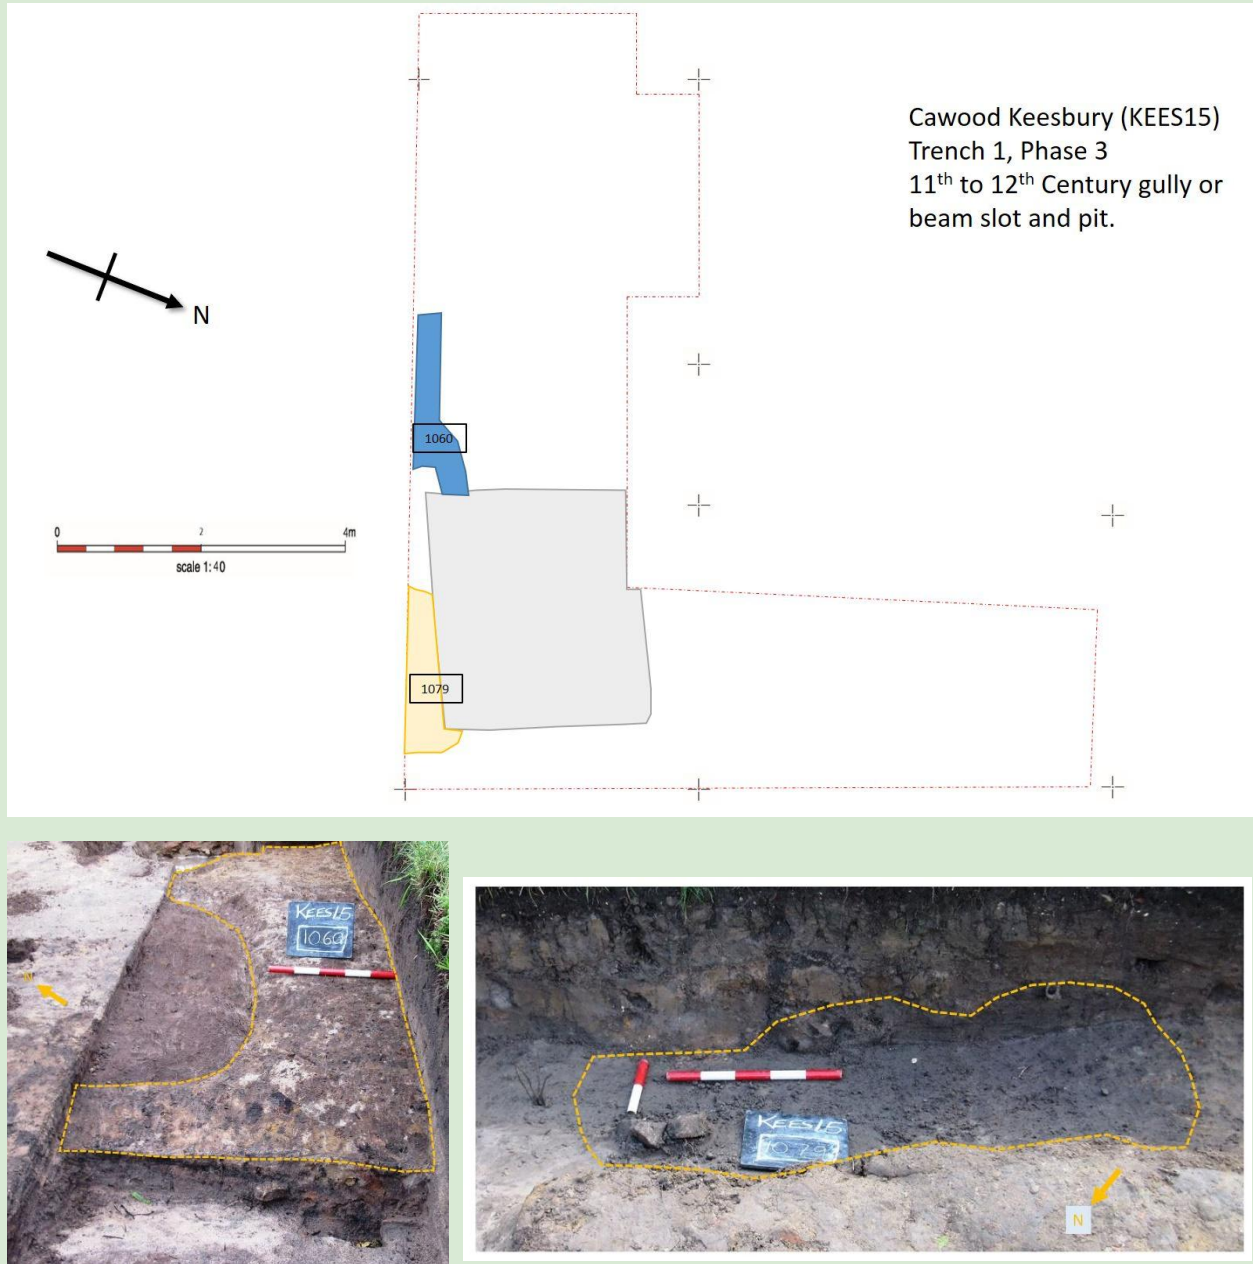 Cawood Keesbury (KEES15)
Trench 1, Phase 3
11th to 12th Century gully or
beam slot and pit.
N
1060
0 2 4m
scale 1:40
1079
N
KEES15
1060
KEES15
1079
N